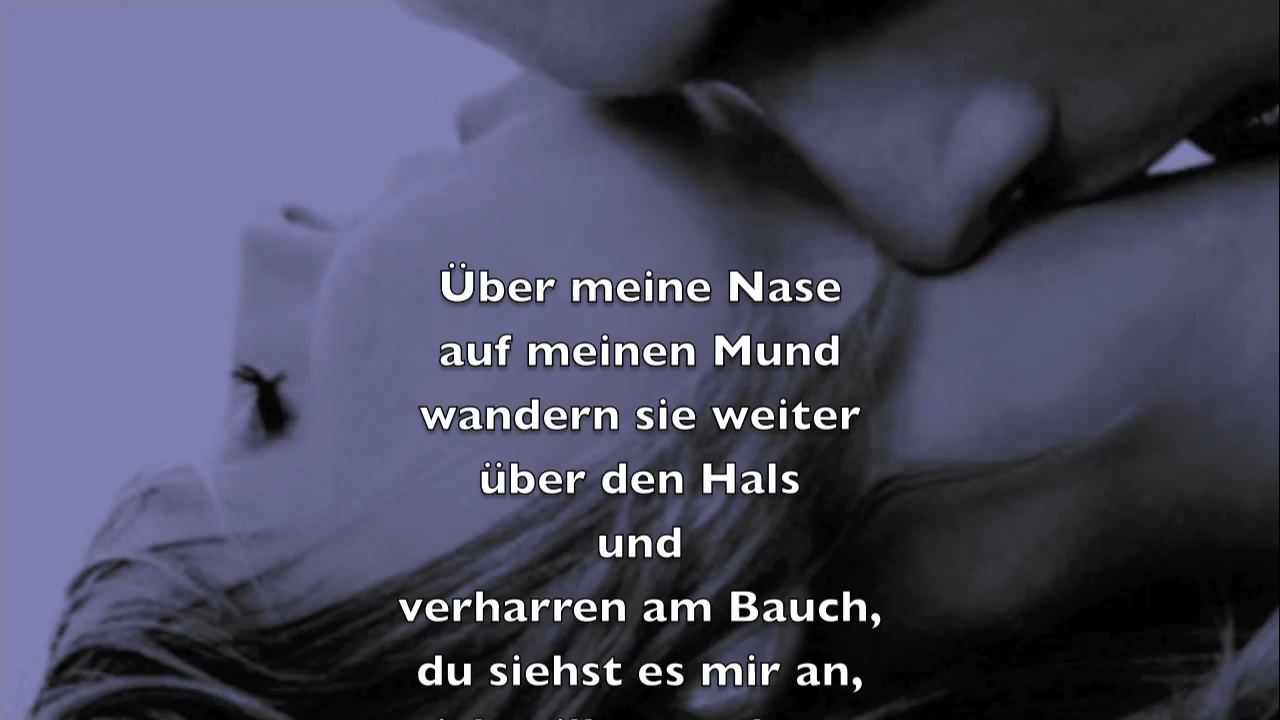 Über meine Nase
auf meinen Mund
wandern sie weiter
über den Hals
und
verharren am Bauch,
du siehst es mir an,